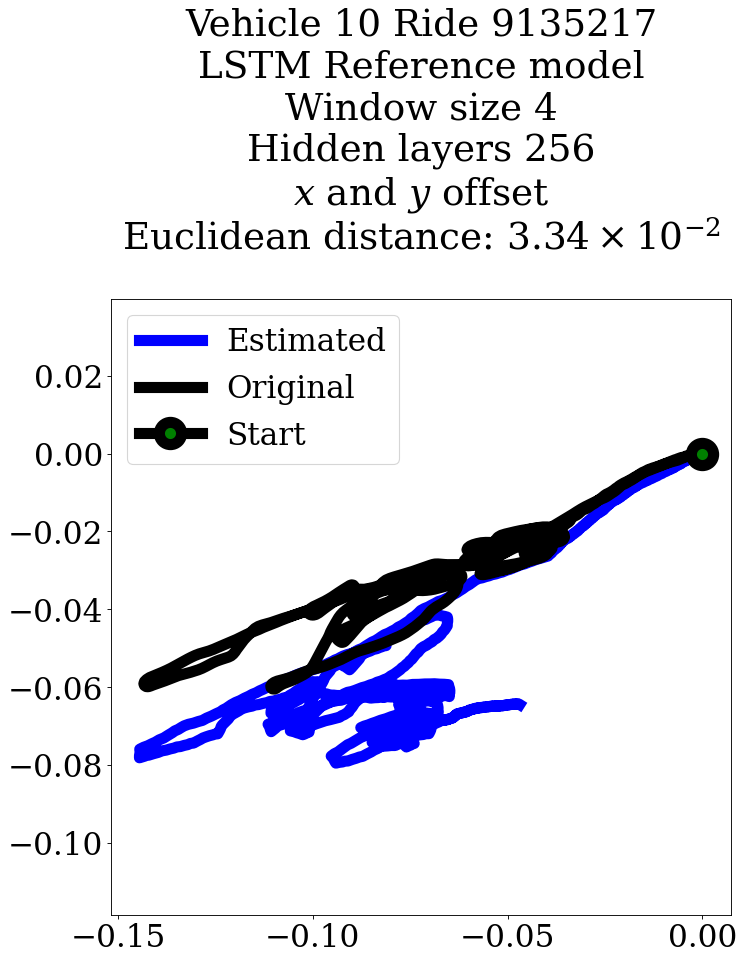 Vehicle 10 Ride 9135217
LSTM Reference model
Window size 4
Hidden layers 256
x and y offset
Euclidean distance: 3.34 × 10⁻²
Estimated
Original
Start
0.02
0.00
−0.02
−0.04
−0.06
−0.08
−0.10
−0.15 −0.10 −0.05 0.00